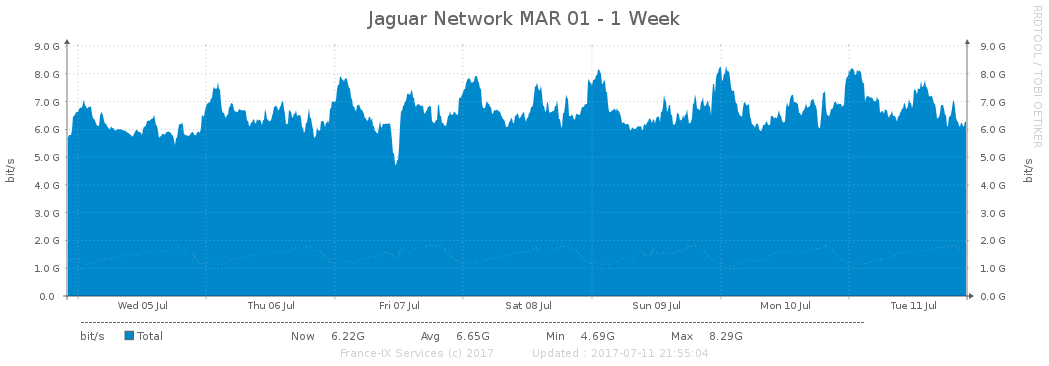 Jaguar Network MAR 01 - 1 Week
RRDTOOL / TOBI OETIKER
9.0 G 9.0 G
8.0 G 8.0 G
7.0 G 7.0 G
6.0 G 6.0 G
5.0 G 5.0 G
4.0 G 4.0 G
3.0 G 3.0 G
2.0 G 2.0 G
1.0 G 1.0 G
0.0 0.0 G
bit/s
bit/s
Wed 05 Jul Thu 06 Jul Fri 07 Jul Sat 08 Jul Sun 09 Jul Mon 10 Jul Tue 11 Jul
bit/s Total Now 6.22G Avg 6.65G Min 4.69G Max 8.29G
France-IX Services (c) 2017 Updated : 2017-07-11 21:55:04